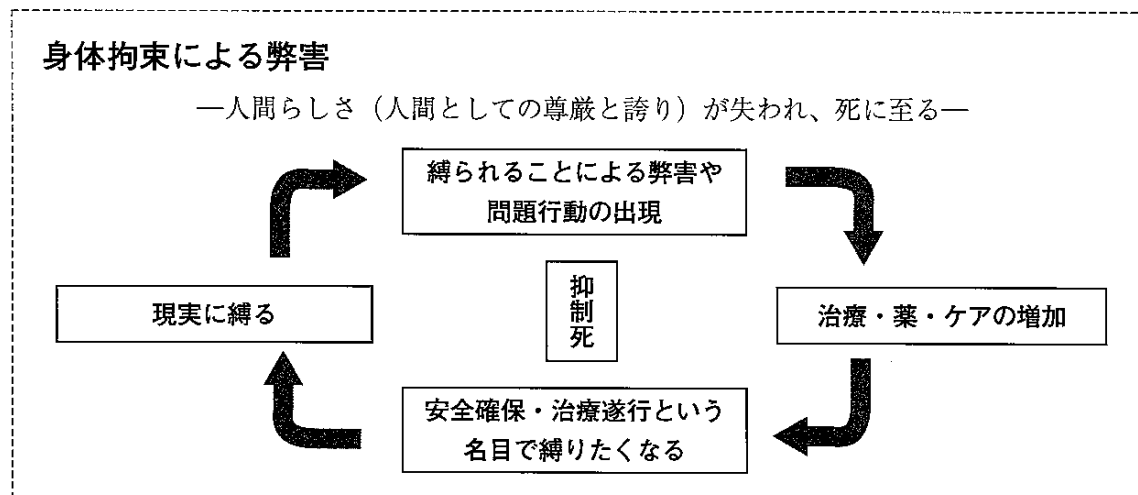 身体拘束による弊害
―人間らしさ（人間としての尊厳と誇り）が失われ、死に至る―
縛られることによる弊害や
問題行動の出現
抑制死
現実に縛る
治療・薬・ケアの増加
安全確保・治療遂行という
名目で縛りたくなる